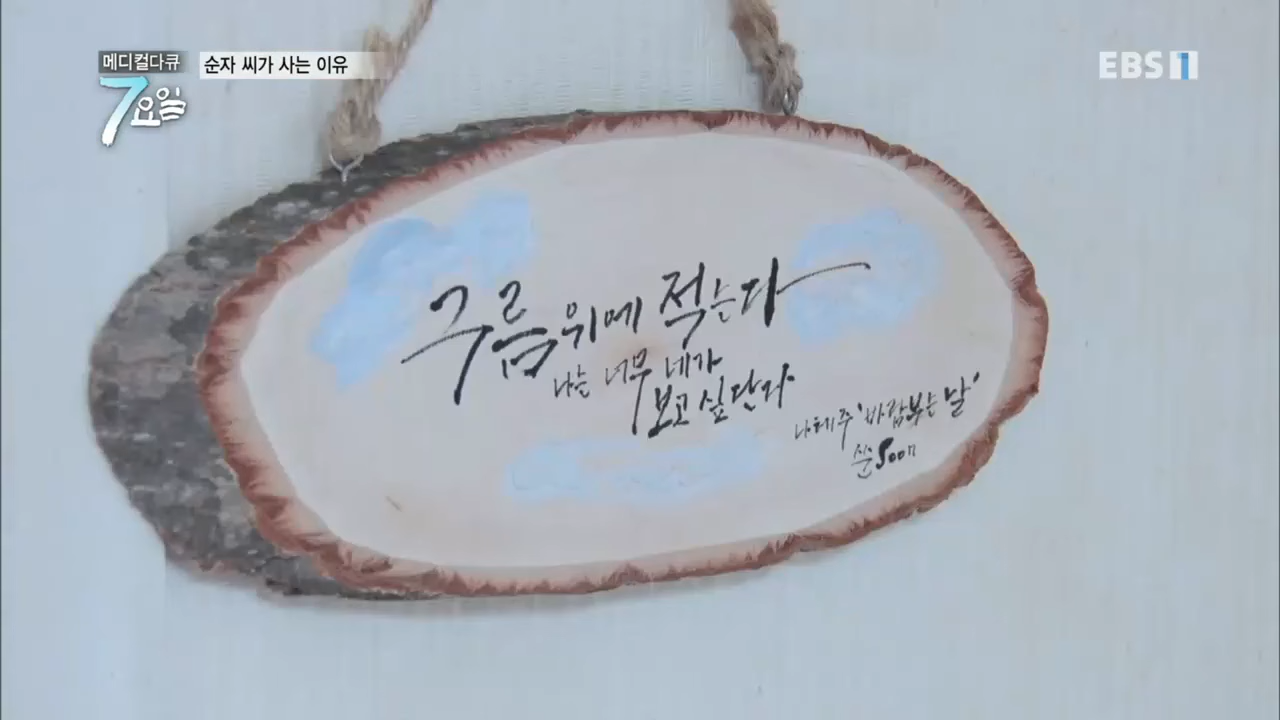 메디컬다큐
7요일
순자 씨가 사는 이유
EBS 1
구름 위에 적는다
나는 너무 네가
보고 싶단다
나태주 '바람부는 날'
쑨 Soon